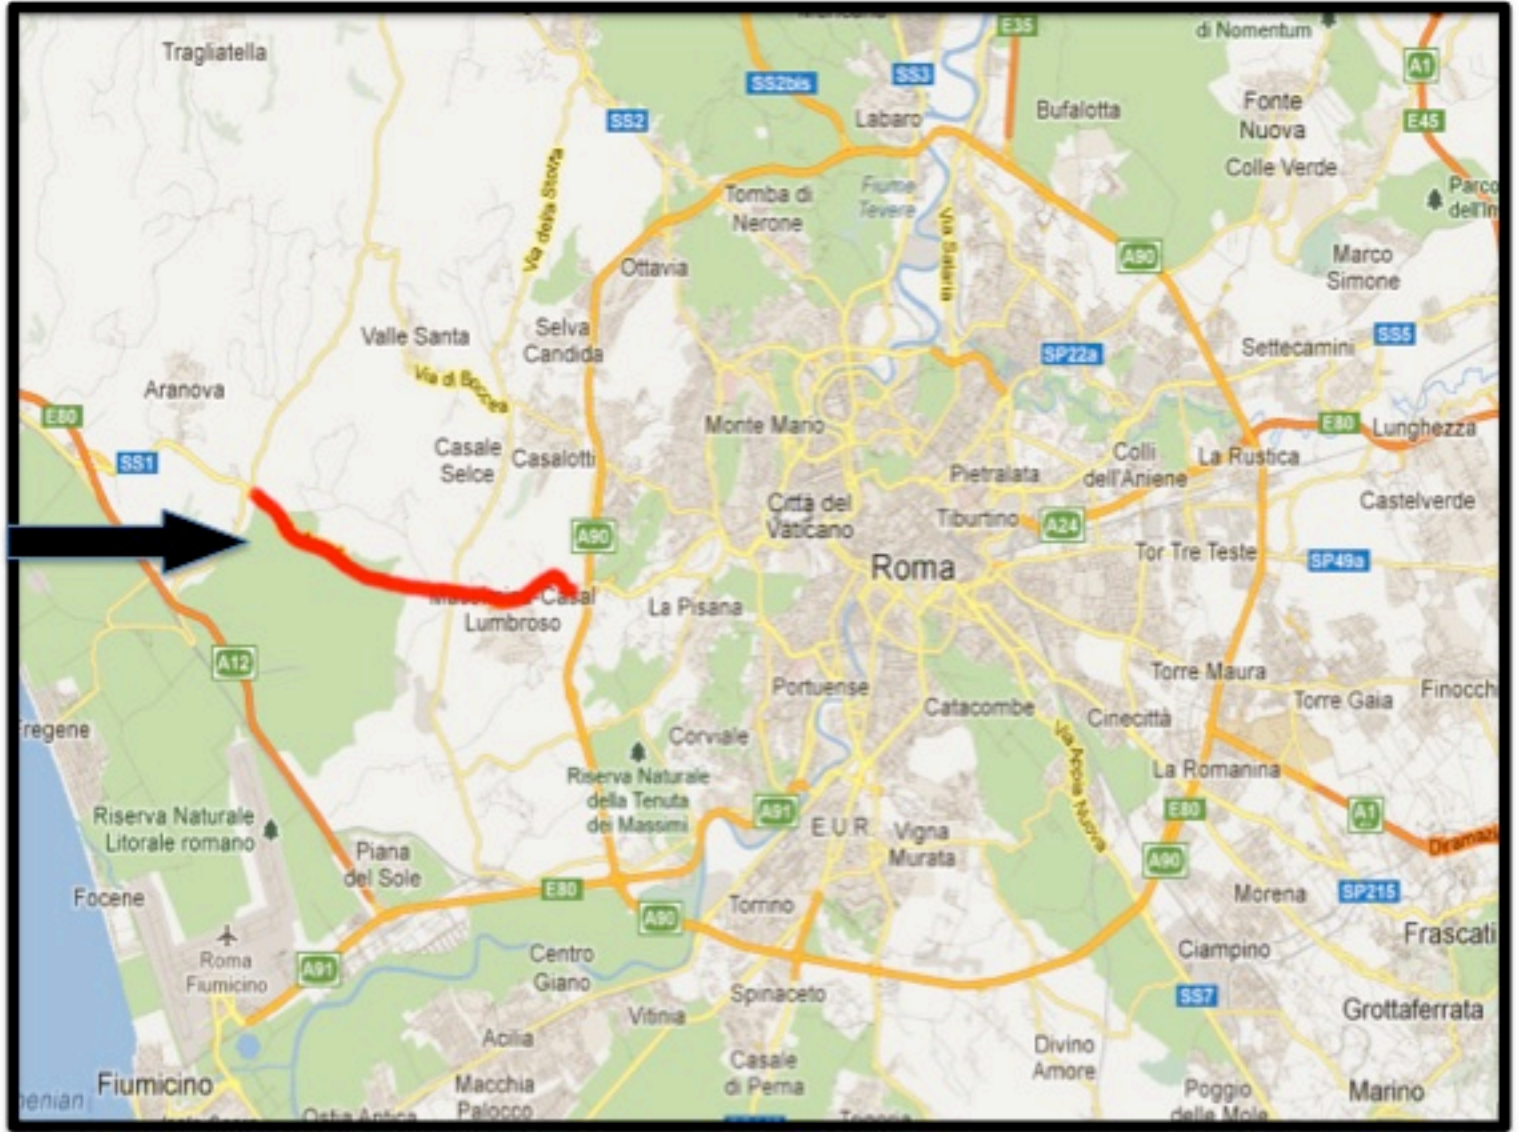 Tragliatella
SS2bis
SS3
E35
di Nomentum
A1
SS2
Labaro
Bufalotta
Fonte
Nuova
E45
Colle Verde
Via della Storta
Tomba di
Nerone
Fiume
Tevere
Via Salaria
Parco
Ottavia
A90
Marco
Simone
Valle Santa
Selva
Candida
SP22a
Settecamini
SS5
Aranova
Via di Boccea
E80
Monte Mario
E80
Lunghezza
SS1
Casale
Selce
Casalotti
Pietralata
Colli
dell'Aniene
La Rustica
Castelverde
Città del
Vaticano
Tiburtino
A24
A90
Roma
Tor Tre Teste
SP49a
Casal
Lumbroso
La Pisana
A12
Portuense
Catacombe
Cinecittà
Torre Maura
Torre Gaia
Finocchi
Fregene
Corviale
Via Appia Nuova
Riserva Naturale
della Tenuta
dei Massimi
La Romanina
Riserva Naturale
Litorale romano
A91
E U R
Vigna
Murata
E80
A1
Diramazi
Piana
del Sole
A90
Focene
E80
Torrino
A90
Morena
SP215
Frascati
Roma
Fiumicino
A91
Centro
Giano
Spinaceto
Ciampino
SS7
Vitinia
Grottaferrata
Acilia
Casale
di Perna
Divino
Amore
Fiumicino
Macchia
Palocco
Poggio
delle Mole
Marino
Ostia Antica